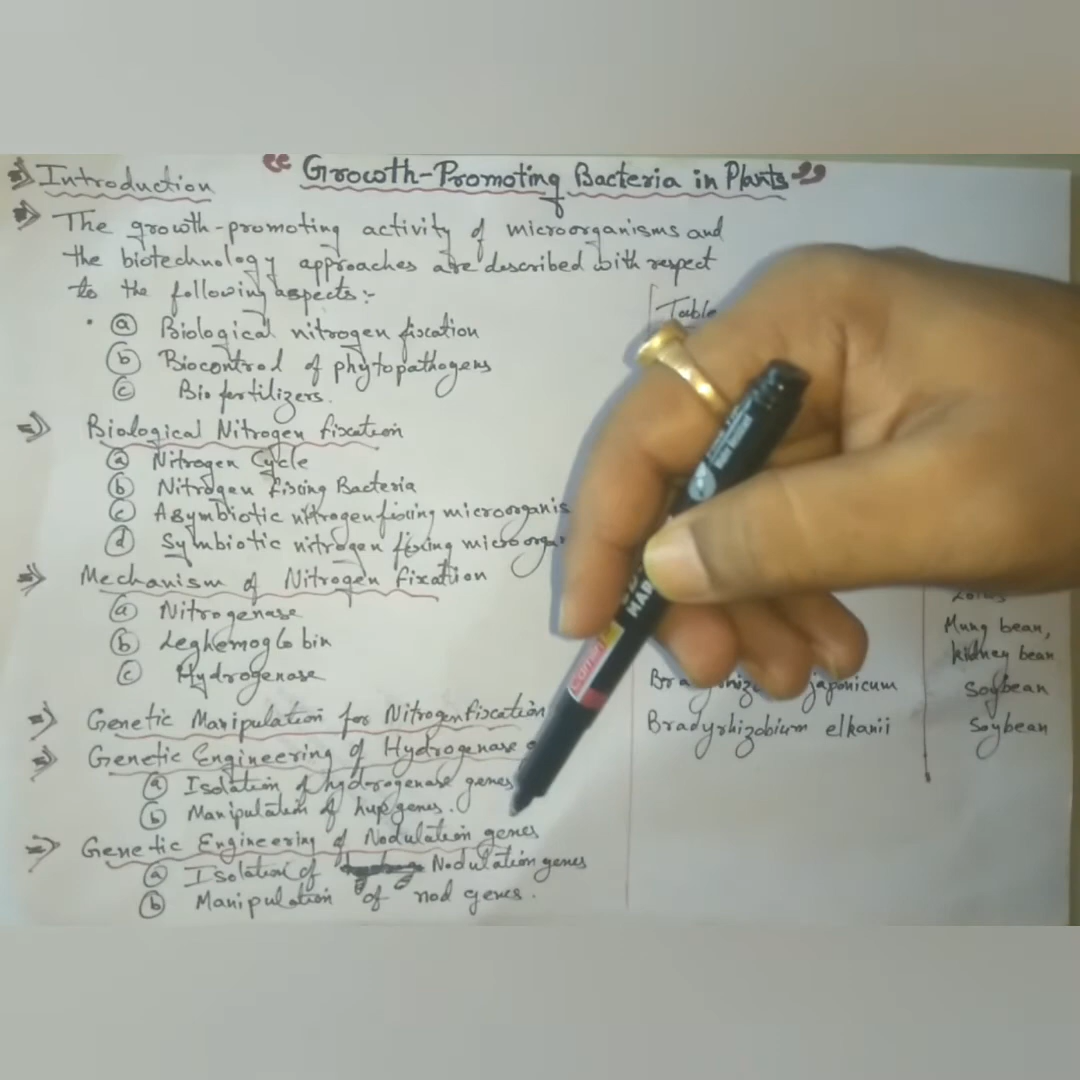 Introduction
“ Growth-Promoting Bacteria in Plants ”
The growth-promoting activity of microorganisms and
the biotechnology approaches are described with respect
to the following aspects:-
(a) Biological nitrogen fixation
(b) Biocontrol of phytopathogens
(c) Biofertilizers.
Biological Nitrogen fixation
(a) Nitrogen Cycle
(b) Nitrogen fixing Bacteria
(c) Asymbiotic nitrogen fixing microorganis
(d) Symbiotic nitrogen fixing microorgan
Mechanism of Nitrogen fixation
(a) Nitrogenase
(b) Leghemoglobin
(c) Hydrogenase
Genetic Manipulation for Nitrogen fixation
Genetic Engineering of Hydrogenase
(a) Isolation of hydrogenase genes
(b) Manipulation of hup genes.
Genetic Engineering of Nodulation genes
(a) Isolation of Nodulation genes
(b) Manipulation of nod genes.
Table
Mung bean,
kidney bean
japonicum Soybean
Bradyrhizobium elkanii Soybean